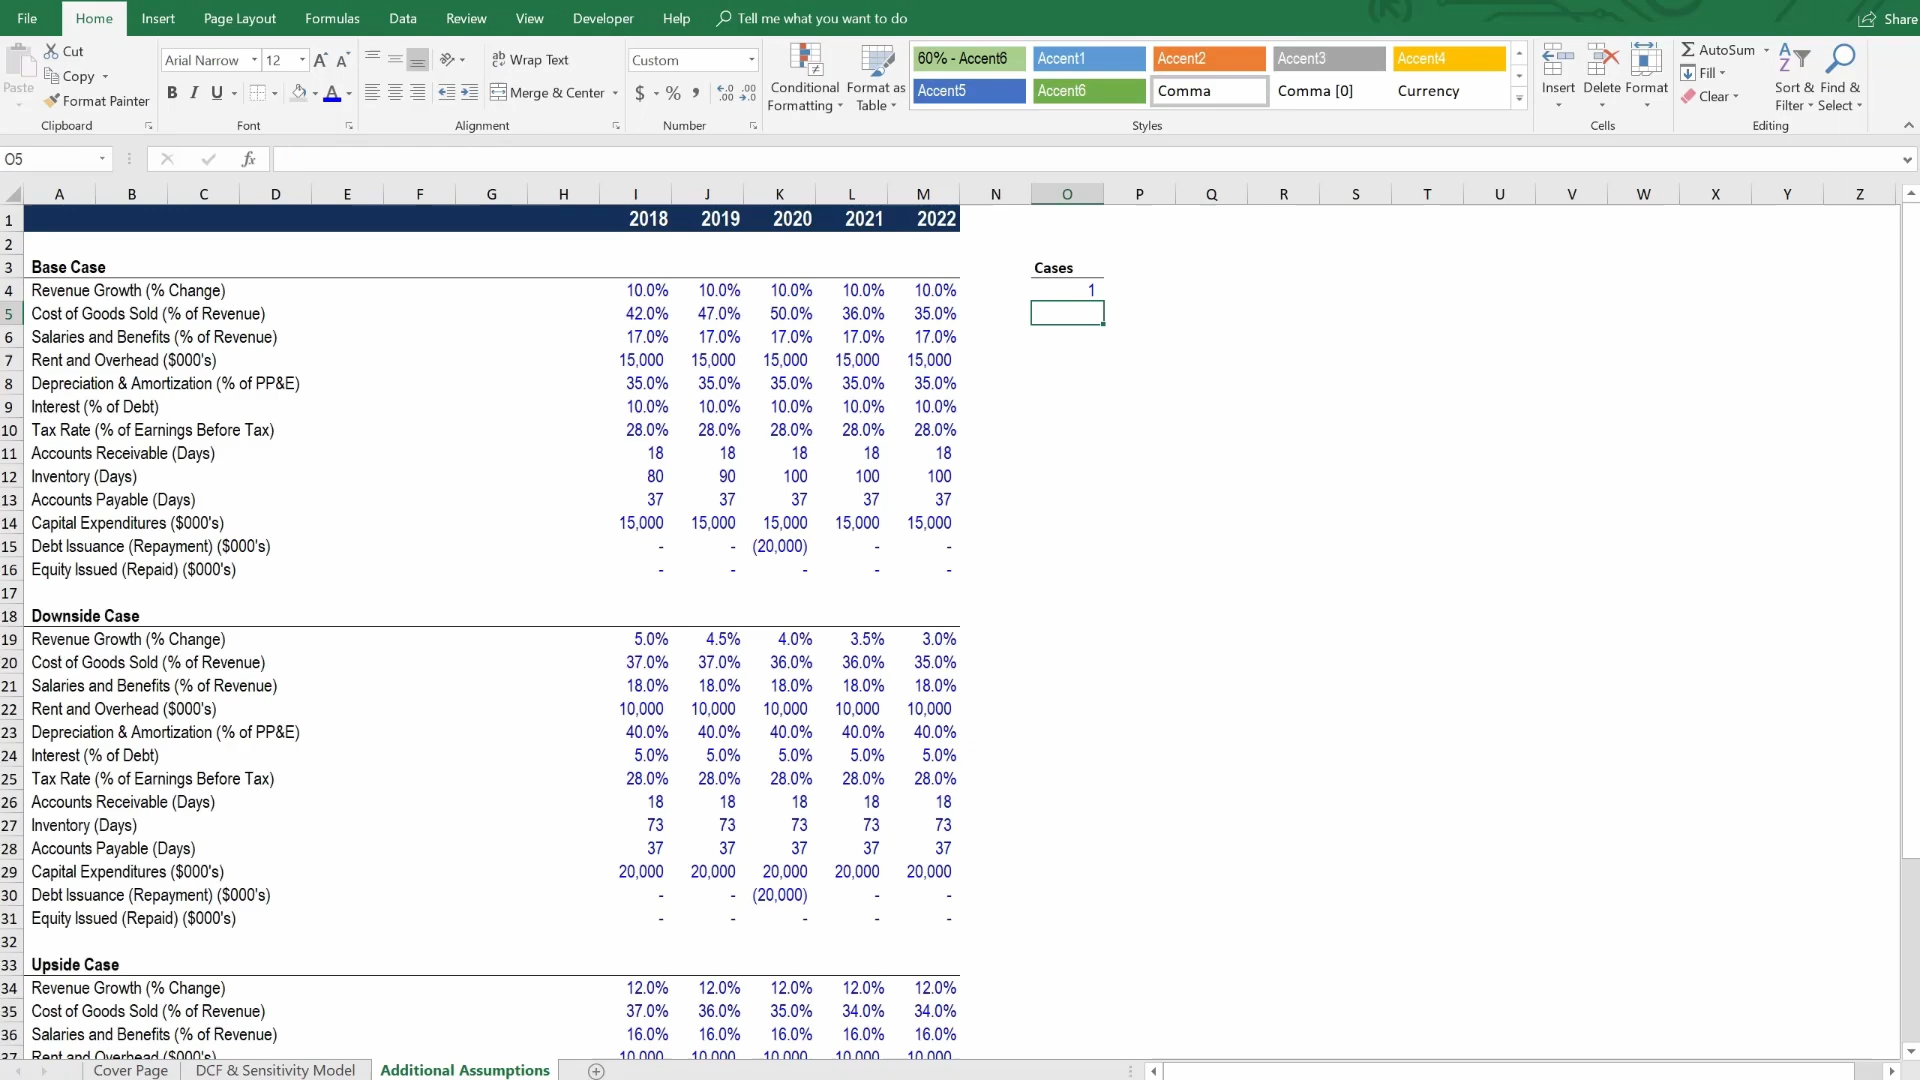 File Home Insert Page Layout Formulas Data Review View Developer Help Tell me what you want to do Share
Paste Cut Copy Format Painter Clipboard
Arial Narrow 12 B I U Font
Wrap Text Merge & Center Alignment
Custom $ % Number
Conditional Formatting Format as Table
60% - Accent6 Accent1 Accent2 Accent3 Accent4
Accent5 Accent6 Comma Comma [0] Currency
Styles
Insert Delete Format Cells
AutoSum Fill Clear Sort & Filter Find & Select Editing
O5 fx
A B C D E F G H I J K L M N O P Q R S T U V W X Y Z
1 2018 2019 2020 2021 2022
2
3 Base Case Cases
4 Revenue Growth (% Change) 10.0% 10.0% 10.0% 10.0% 10.0% 1
5 Cost of Goods Sold (% of Revenue) 42.0% 47.0% 50.0% 36.0% 35.0%
6 Salaries and Benefits (% of Revenue) 17.0% 17.0% 17.0% 17.0% 17.0%
7 Rent and Overhead ($000's) 15,000 15,000 15,000 15,000 15,000
8 Depreciation & Amortization (% of PP&E) 35.0% 35.0% 35.0% 35.0% 35.0%
9 Interest (% of Debt) 10.0% 10.0% 10.0% 10.0% 10.0%
10 Tax Rate (% of Earnings Before Tax) 28.0% 28.0% 28.0% 28.0% 28.0%
11 Accounts Receivable (Days) 18 18 18 18 18
12 Inventory (Days) 80 90 100 100 100
13 Accounts Payable (Days) 37 37 37 37 37
14 Capital Expenditures ($000's) 15,000 15,000 15,000 15,000 15,000
15 Debt Issuance (Repayment) ($000's) - - (20,000) - -
16 Equity Issued (Repaid) ($000's) - - - - -
17
18 Downside Case
19 Revenue Growth (% Change) 5.0% 4.5% 4.0% 3.5% 3.0%
20 Cost of Goods Sold (% of Revenue) 37.0% 37.0% 36.0% 36.0% 35.0%
21 Salaries and Benefits (% of Revenue) 18.0% 18.0% 18.0% 18.0% 18.0%
22 Rent and Overhead ($000's) 10,000 10,000 10,000 10,000 10,000
23 Depreciation & Amortization (% of PP&E) 40.0% 40.0% 40.0% 40.0% 40.0%
24 Interest (% of Debt) 5.0% 5.0% 5.0% 5.0% 5.0%
25 Tax Rate (% of Earnings Before Tax) 28.0% 28.0% 28.0% 28.0% 28.0%
26 Accounts Receivable (Days) 18 18 18 18 18
27 Inventory (Days) 73 73 73 73 73
28 Accounts Payable (Days) 37 37 37 37 37
29 Capital Expenditures ($000's) 20,000 20,000 20,000 20,000 20,000
30 Debt Issuance (Repayment) ($000's) - - (20,000) - -
31 Equity Issued (Repaid) ($000's) - - - - -
32
33 Upside Case
34 Revenue Growth (% Change) 12.0% 12.0% 12.0% 12.0% 12.0%
35 Cost of Goods Sold (% of Revenue) 37.0% 36.0% 35.0% 34.0% 34.0%
36 Salaries and Benefits (% of Revenue) 16.0% 16.0% 16.0% 16.0% 16.0%
37 Rent and Overhead ($000's) 10,000 10,000 10,000 10,000 10,000
Cover Page DCF & Sensitivity Model Additional Assumptions